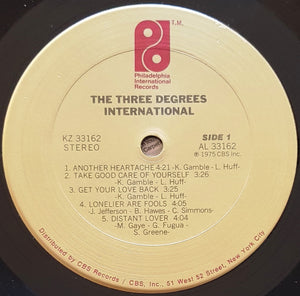 T.M.
Philadelphia
International
Records
THE THREE DEGREES
INTERNATIONAL
KZ 33162
STEREO
SIDE 1
AL 33162
℗ 1975 CBS Inc.
1. ANOTHER HEARTACHE 4:21 -K. Gamble - L. Huff-
2. TAKE GOOD CARE OF YOURSELF 3:25
-K. Gamble - L. Huff-
3. GET YOUR LOVE BACK 3:25
-K. Gamble - L. Huff-
4. LONELIER ARE FOOLS 4:05
J. Jefferson - B. Hawes - C. Simmons-
5. DISTANT LOVER 4:04
-M. Gaye - G. Fugua -
S. Greene-
Distributed by CBS Records / CBS Inc., 51 West 52 Street, New York City